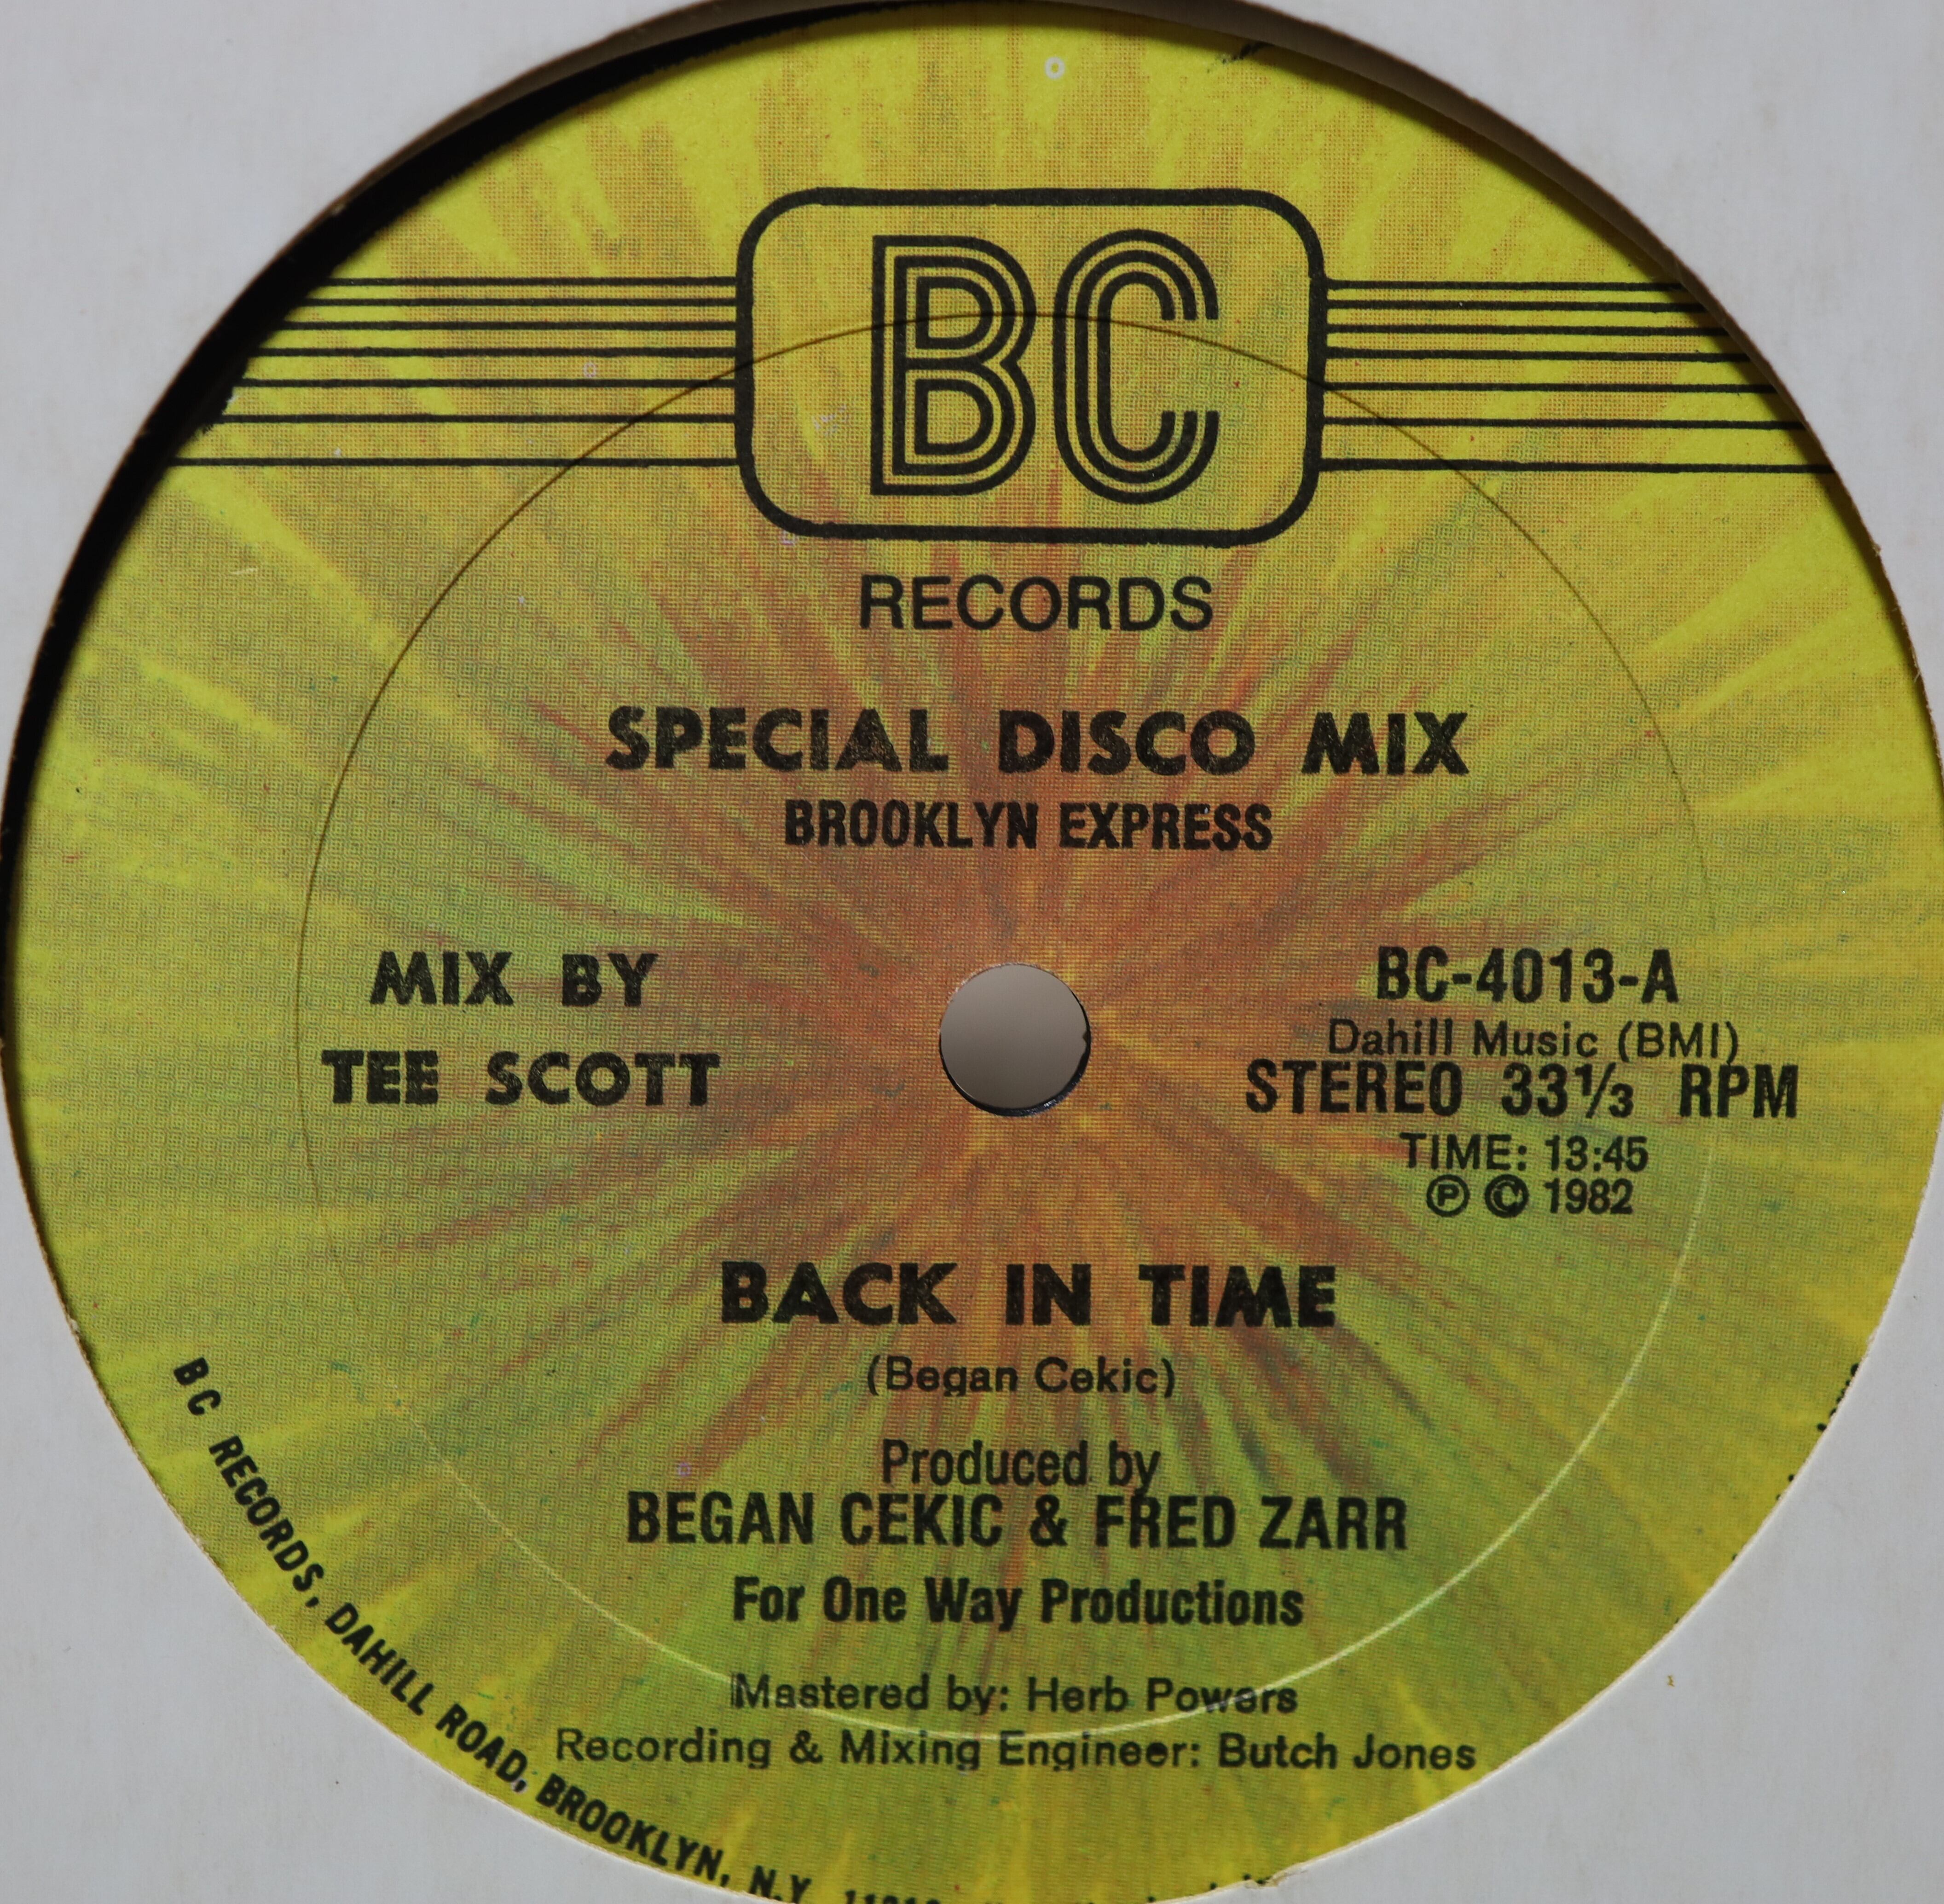 BC
RECORDS
SPECIAL DISCO MIX
BROOKLYN EXPRESS
MIX BY
TEE SCOTT
BC-4013-A
Dahill Music (BMI)
STEREO 33⅓ RPM
TIME: 13:45
Ⓟ © 1982
BACK IN TIME
(Began Cekic)
Produced by
BEGAN CEKIC & FRED ZARR
For One Way Productions
Mastered by: Herb Powers
Recording & Mixing Engineer: Butch Jones
BC RECORDS, DAHILL ROAD, BROOKLYN, N.Y